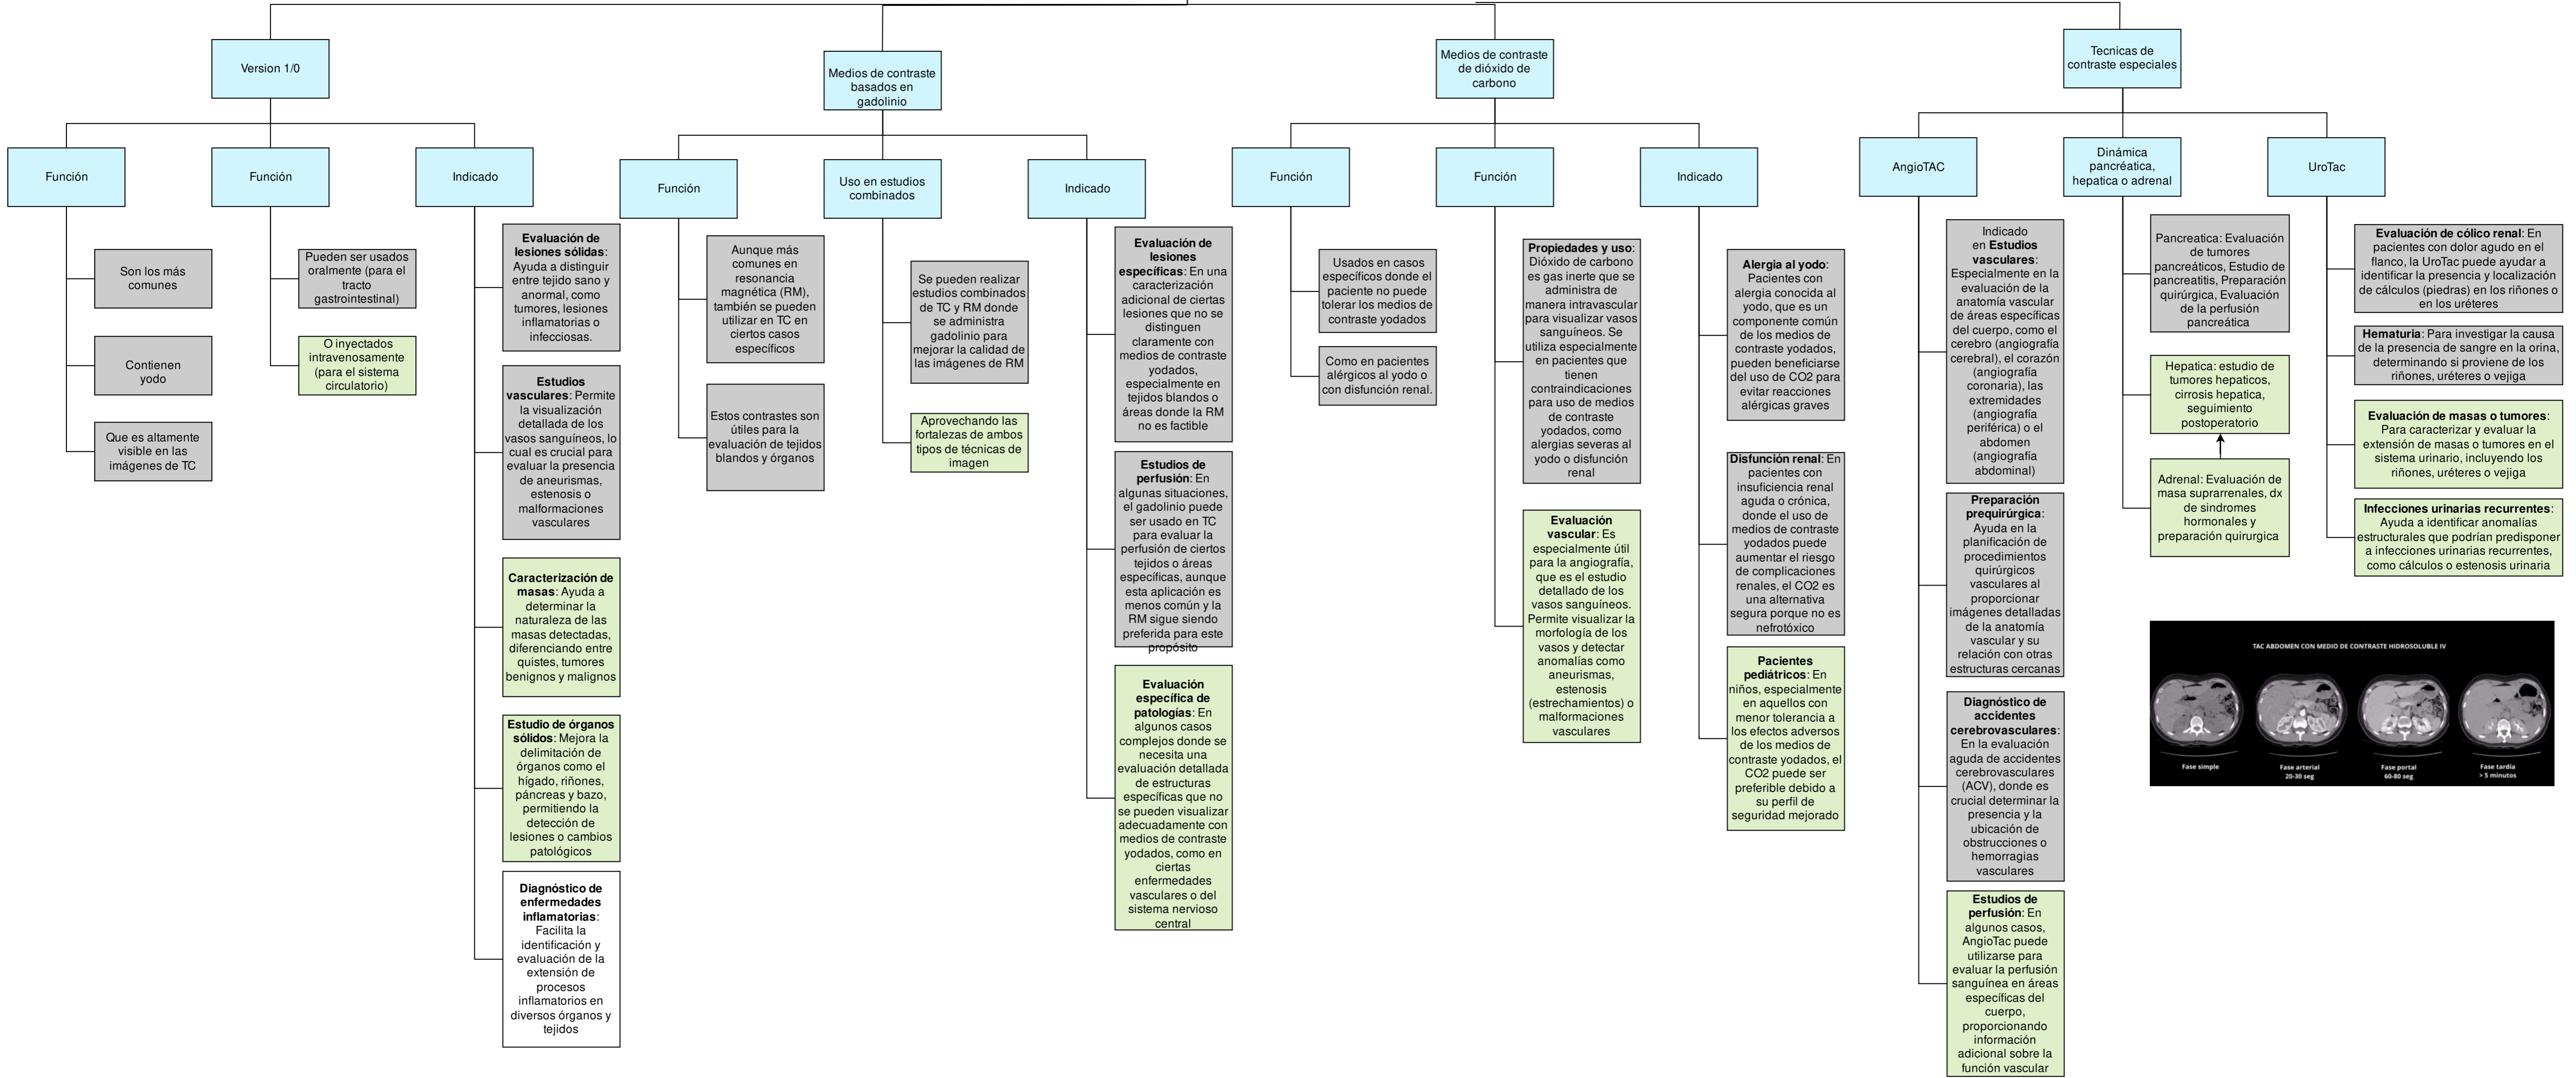 Version 1/0
Función
Son los más
comunes
Contienen
yodo
Que es altamente
visible en las
imágenes de TC
Función
Pueden ser usados
oralmente (para el
tracto
gastrointestinal)
O inyectados
intravenosamente
(para el sistema
circulatorio)
Indicado
Evaluación de
lesiones sólidas:
Ayuda a distinguir
entre tejido sano y
anormal, como
tumores, lesiones
inflamatorias o
infecciosas.
Estudios
vasculares: Permite
la visualización
detallada de los
vasos sanguíneos, lo
cual es crucial para
evaluar la presencia
de aneurismas,
estenosis o
malformaciones
vasculares
Caracterización de
masas: Ayuda a
determinar la
naturaleza de las
masas detectadas,
diferenciando entre
quistes, tumores
benignos y malignos
Estudio de órganos
sólidos: Mejora la
delimitación de
órganos como el
hígado, riñones,
páncreas y bazo,
permitiendo la
detección de
lesiones o cambios
patológicos
Diagnóstico de
enfermedades
inflamatorias:
Facilita la
identificación y
evaluación de la
extensión de
procesos
inflamatorios en
diversos órganos y
tejidos
Medios de contraste
basados en
gadolinio
Función
Aunque más
comunes en
resonancia
magnética (RM),
también se pueden
utilizar en TC en
ciertos casos
específicos
Estos contrastes son
útiles para la
evaluación de tejidos
blandos y órganos
Uso en estudios
combinados
Se pueden realizar
estudios combinados
de TC y RM donde
se administra
gadolinio para
mejorar la calidad de
las imágenes de RM
Aprovechando las
fortalezas de ambos
tipos de técnicas de
imagen
Indicado
Evaluación de
lesiones
específicas: En una
caracterización
adicional de ciertas
lesiones que no se
distinguen
claramente con
medios de contraste
yodados,
especialmente en
tejidos blandos o
áreas donde la RM
no es factible
Estudios de
perfusión: En
algunas situaciones,
el gadolinio puede
ser usado en TC
para evaluar la
perfusión de ciertos
tejidos o áreas
específicas, aunque
esta aplicación es
menos común y la
RM sigue siendo
preferida para este
propósito
Evaluación
específica de
patologías: En
algunos casos
complejos donde se
necesita una
evaluación detallada
de estructuras
específicas que no
se pueden visualizar
adecuadamente con
medios de contraste
yodados, como en
ciertas
enfermedades
vasculares o del
sistema nervioso
central
Medios de contraste
de dióxido de
carbono
Función
Usados en casos
específicos donde el
paciente no puede
tolerar los medios de
contraste yodados
Como en pacientes
alérgicos al yodo o
con disfunción renal.
Función
Propiedades y uso:
Dióxido de carbono
es gas inerte que se
administra de
manera intravascular
para visualizar vasos
sanguíneos. Se
utiliza especialmente
en pacientes que
tienen
contraindicaciones
para uso de medios
de contraste
yodados, como
alergias severas al
yodo o disfunción
renal
Evaluación
vascular: Es
especialmente útil
para la angiografía,
que es el estudio
detallado de los
vasos sanguíneos.
Permite visualizar la
morfología de los
vasos y detectar
anomalías como
aneurismas,
estenosis
(estrechamientos) o
malformaciones
vasculares
Indicado
Alergia al yodo:
Pacientes con
alergia conocida al
yodo, que es un
componente común
de los medios de
contraste yodados,
pueden beneficiarse
del uso de CO2 para
evitar reacciones
alérgicas graves
Disfunción renal: En
pacientes con
insuficiencia renal
aguda o crónica,
donde el uso de
medios de contraste
yodados puede
aumentar el riesgo
de complicaciones
renales, el CO2 es
una alternativa
segura porque no es
nefrotóxico
Pacientes
pediátricos: En
niños, especialmente
en aquellos con
menor tolerancia a
los efectos adversos
de los medios de
contraste yodados, el
CO2 puede ser
preferible debido a
su perfil de
seguridad mejorado
Tecnicas de
contraste especiales
AngioTAC
Indicado
en Estudios
vasculares:
Especialmente en la
evaluación de la
anatomía vascular
de áreas específicas
del cuerpo, como el
cerebro (angiografía
cerebral), el corazón
(angiografía
coronaria), las
extremidades
(angiografía
periférica) o el
abdomen
(angiografía
abdominal)
Preparación
prequirúrgica:
Ayuda en la
planificación de
procedimientos
quirúrgicos
vasculares al
proporcionar
imágenes detalladas
de la anatomía
vascular y su
relación con otras
estructuras cercanas
Diagnóstico de
accidentes
cerebrovasculares:
En la evaluación
aguda de accidentes
cerebrovasculares
(ACV), donde es
crucial determinar la
presencia y la
ubicación de
obstrucciones o
hemorragias
vasculares
Estudios de
perfusión: En
algunos casos,
AngioTac puede
utilizarse para
evaluar la perfusión
sanguínea en áreas
específicas del
cuerpo,
proporcionando
información
adicional sobre la
función vascular
Dinámica
pancréatica,
hepatica o adrenal
Pancreatica: Evaluación
de tumores
pancreáticos, Estudio de
pancreatitis, Preparación
quirúrgica, Evaluación
de la perfusión
pancreática
Hepatica: estudio de
tumores hepaticos,
cirrosis hepatica,
seguimiento
postoperatorio
Adrenal: Evaluación de
masa suprarrenales, dx
de sindromes
hormonales y
preparación quirurgica
UroTac
Evaluación de cólico renal: En
pacientes con dolor agudo en el
flanco, la UroTac puede ayudar a
identificar la presencia y localización
de cálculos (piedras) en los riñones o
en los uréteres
Hematuria: Para investigar la causa
de la presencia de sangre en la orina,
determinando si proviene de los
riñones, uréteres o vejiga
Evaluación de masas o tumores:
Para caracterizar y evaluar la
extensión de masas o tumores en el
sistema urinario, incluyendo los
riñones, uréteres o vejiga
Infecciones urinarias recurrentes:
Ayuda a identificar anomalías
estructurales que podrían predisponer
a infecciones urinarias recurrentes,
como cálculos o estenosis urinaria
TAC ABDOMEN CON MEDIO DE CONTRASTE HIDROSOLUBLE IV
Fase simple
Fase arterial
20-30 seg
Fase portal
60-80 seg
Fase tardía
> 5 minutos